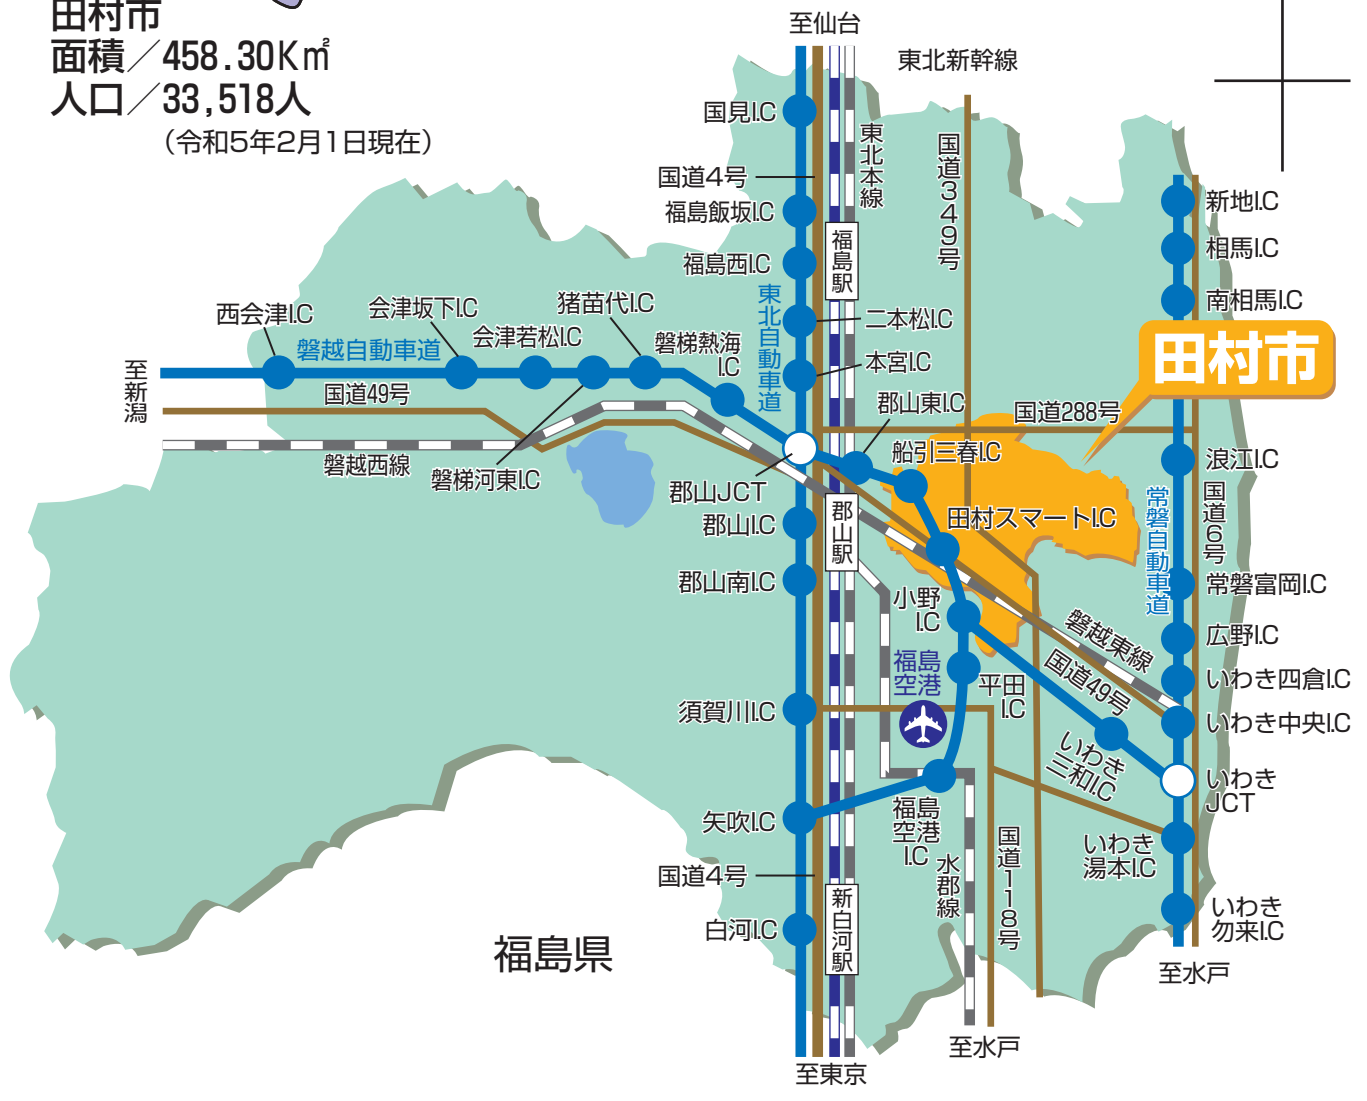 田村市
面積／458.30K㎡
人口／33,518人
（令和5年2月1日現在）
至仙台
東北新幹線
国見I.C
東北本線
国道349号
国道4号
福島飯坂I.C
新地I.C
相馬I.C
福島駅
福島西I.C
南相馬I.C
東北自動車道
猪苗代I.C
会津坂下I.C
西会津I.C
会津若松I.C
二本松I.C
田村市
磐梯熱海
I.C
磐越自動車道
本宮I.C
至新潟
国道49号
郡山東I.C
国道288号
船引三春I.C
磐越西線
磐梯河東I.C
浪江I.C
郡山JCT
国道6号
常磐自動車道
郡山駅
田村スマートI.C
郡山I.C
郡山南I.C
常磐富岡I.C
小野
I.C
磐越東線
広野I.C
福島
空港
国道49号
平田
I.C
いわき四倉I.C
須賀川I.C
いわき中央I.C
いわき
三和I.C
いわき
JCT
矢吹I.C
福島
空港
I.C
国道118号
いわき
湯本I.C
水郡線
国道4号
新白河駅
白河I.C
いわき
勿来I.C
福島県
至水戸
至水戸
至東京